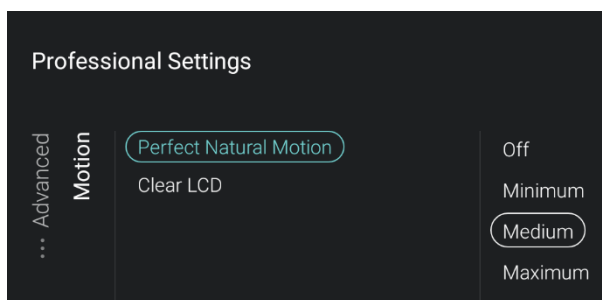 Professional Settings
... Advanced
Motion
Perfect Natural Motion
Clear LCD
Off
Minimum
Medium
Maximum